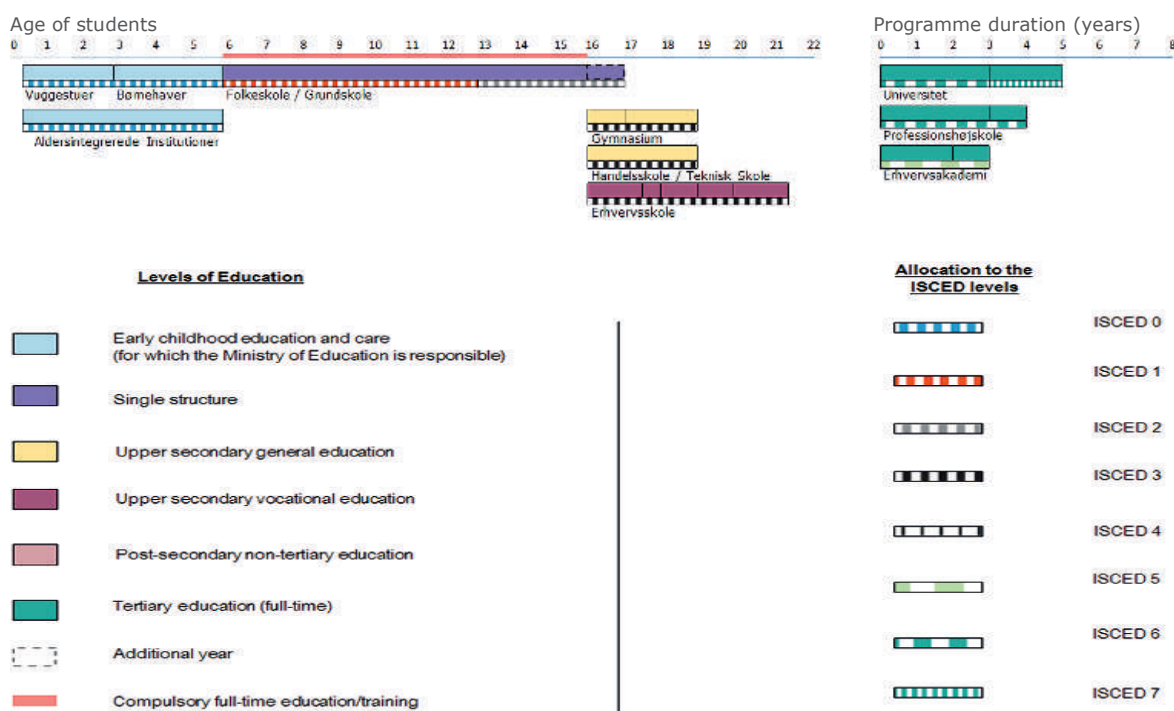 Age of students
Programme duration (years)
0 1 2 3 4 5 6 7 8 9 10 11 12 13 14 15 16 17 18 19 20 21 22
0 1 2 3 4 5 6 7 8
Vuggestuer Børnehaver Folkeskole / Grundskole
Universitet
Aldersintegrerede Institutioner
Gymnasium
Professionshøjskole
Handelsskole / Teknisk Skole
Erhvervsakademi
Erhvervsskole
Levels of Education
Allocation to the
ISCED levels
Early childhood education and care
(for which the Ministry of Education is responsible)
ISCED 0
Single structure
ISCED 1
Upper secondary general education
ISCED 2
Upper secondary vocational education
ISCED 3
Post-secondary non-tertiary education
ISCED 4
Tertiary education (full-time)
ISCED 5
Additional year
ISCED 6
Compulsory full-time education/training
ISCED 7